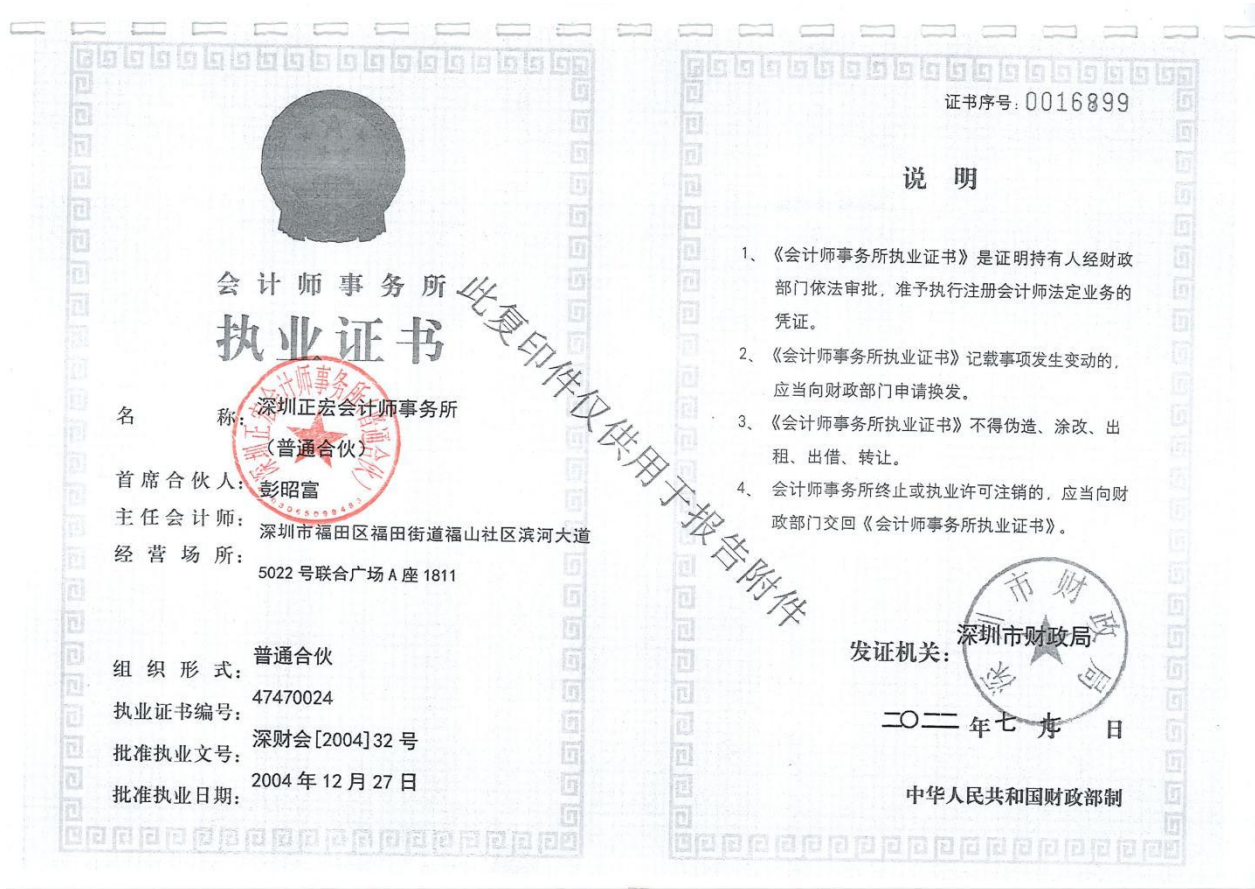 会计师事务所
执业证书
名 称：深圳正宏会计师事务所
（普通合伙）
首席合伙人：彭昭富
主任会计师：
经营场所：深圳市福田区福田街道福山社区滨河大道
5022号联合广场A座1811
组织形式：普通合伙
执业证书编号：47470024
批准执业文号：深财会[2004]32号
批准执业日期：2004年12月27日
深圳正宏会计师事务所（普通合伙）
此复印件仅供用于报告附件
证书序号：0016899
说 明
1、《会计师事务所执业证书》是证明持有人经财政
部门依法审批，准予执行注册会计师法定业务的
凭证。
2、《会计师事务所执业证书》记载事项发生变动的，
应当向财政部门申请换发。
3、《会计师事务所执业证书》不得伪造、涂改、出
租、出借、转让。
4、会计师事务所终止或执业许可注销的，应当向财
政部门交回《会计师事务所执业证书》。
发证机关：深圳市财政局
深圳市财政局
二〇二二年七月 日
中华人民共和国财政部制